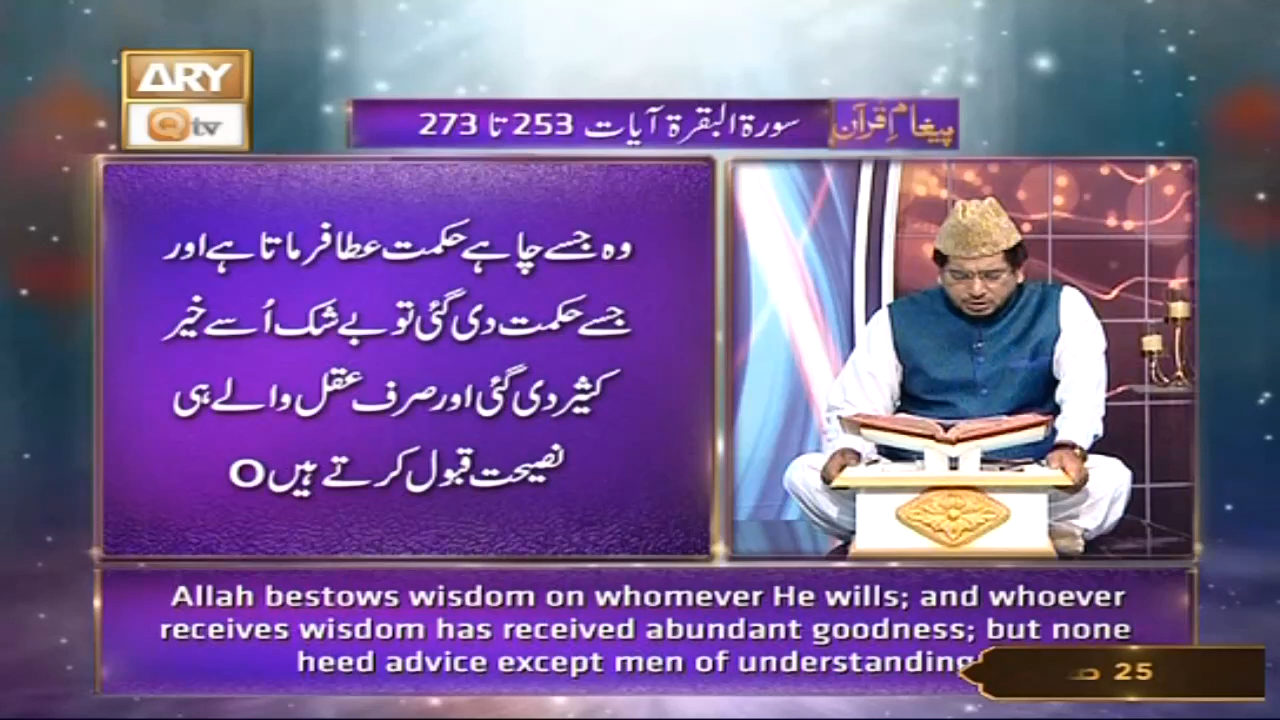 ARY
Qtv
پیغامِ قرآن
سورۃ البقرۃ آیات 253 تا 273
وہ جسے چاہے حکمت عطا فرماتا ہے اور
جسے حکمت دی گئی تو بے شک اُسے خیر
کثیر دی گئی اور صرف عقل والے ہی
نصیحت قبول کرتے ہیں O
Allah bestows wisdom on whomever He wills; and whoever
receives wisdom has received abundant goodness; but none
heed advice except men of understanding
25